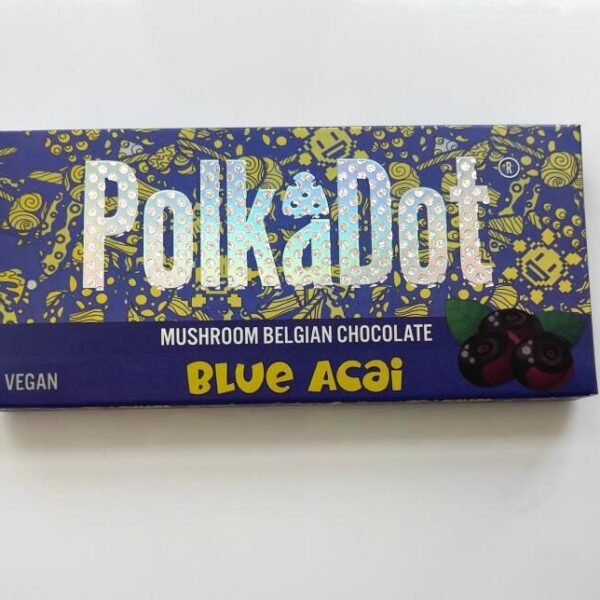 PolkaDot®
MUSHROOM BELGIAN CHOCOLATE
VEGAN
BLUE ACAi